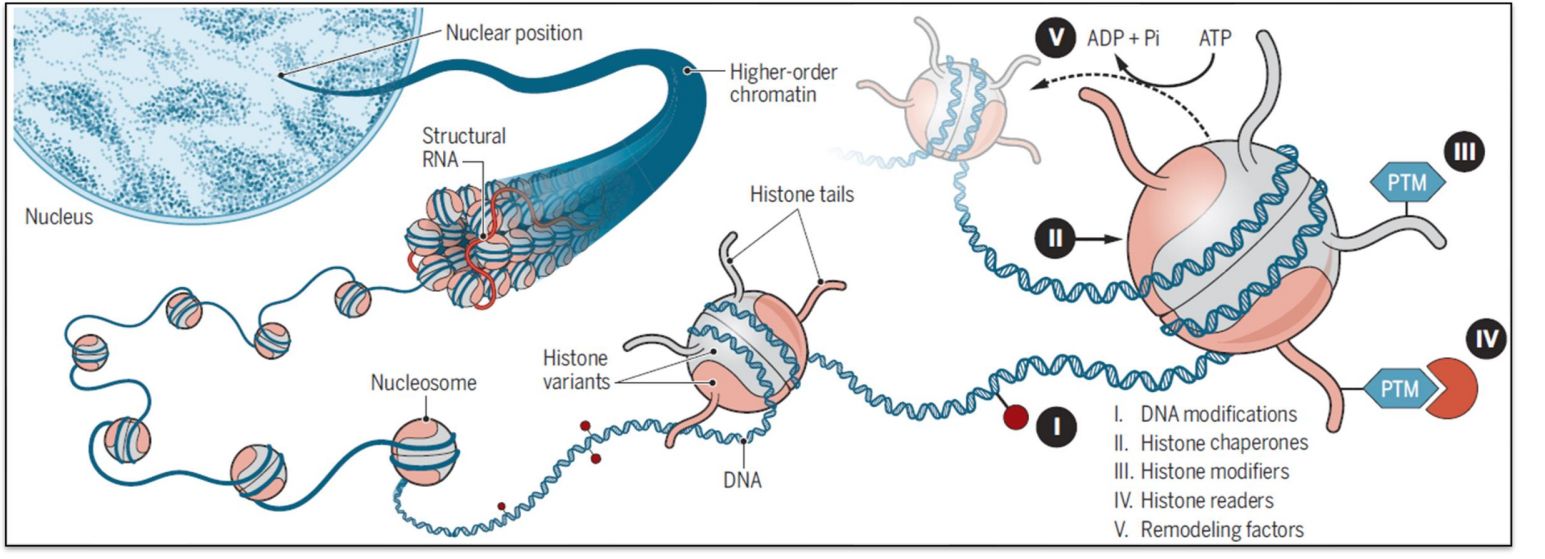 Nuclear position
Higher-order
chromatin
Structural
RNA
Nucleus
Nucleosome
Histone tails
Histone
variants
DNA
V
ADP + Pi
ATP
II
PTM
III
PTM
IV
I
I. DNA modifications
II. Histone chaperones
III. Histone modifiers
IV. Histone readers
V. Remodeling factors